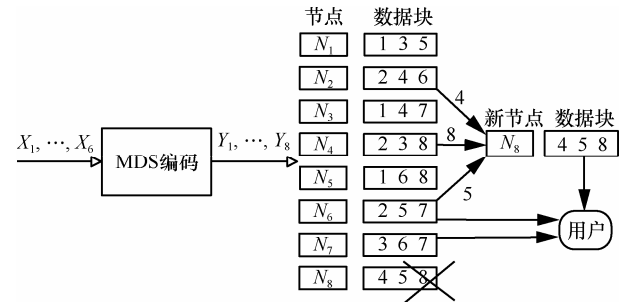 节点 数据块
N₁ 1 3 5
N₂ 2 4 6
4
新节点 数据块
N₃ 1 4 7
X₁, …, X₆ MDS编码 Y₁, …, Y₈
N₄ 2 3 8
8
N₈ 4 5 8
N₅ 1 6 8
5
N₆ 2 5 7
用户
N₇ 3 6 7
N₈ 4 5 8